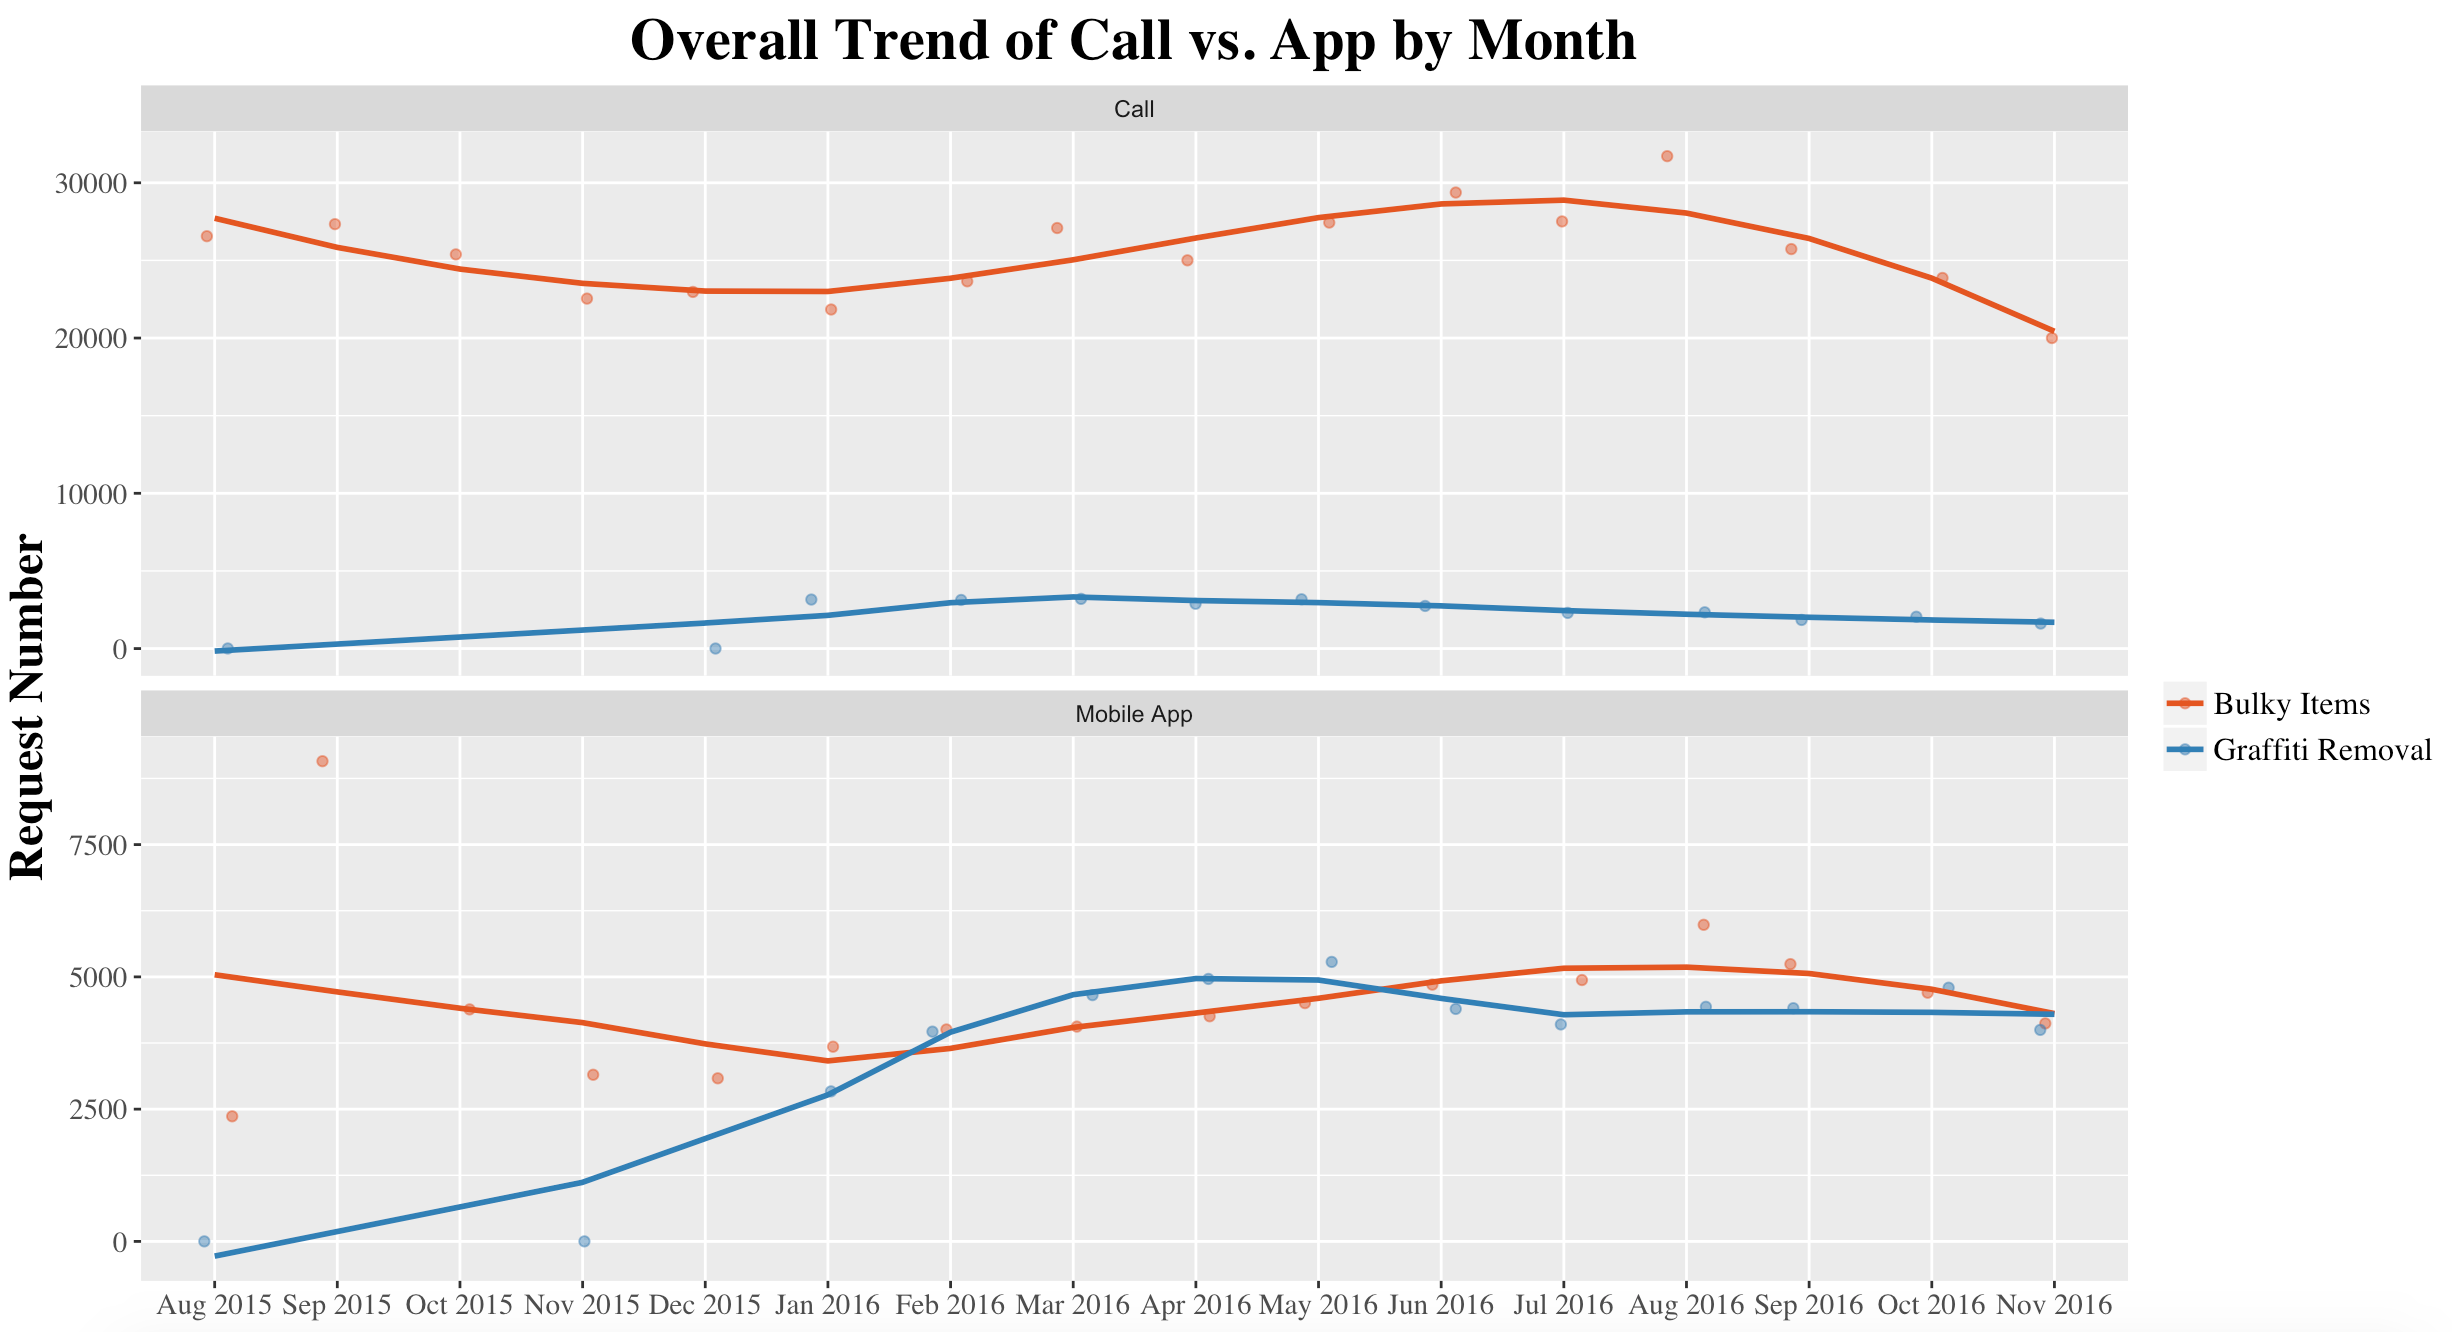 Overall Trend of Call vs. App by Month
Call
30000
20000
10000
0
Request Number
Mobile App
7500
5000
2500
0
Aug 2015 Sep 2015 Oct 2015 Nov 2015 Dec 2015 Jan 2016 Feb 2016 Mar 2016 Apr 2016 May 2016 Jun 2016 Jul 2016 Aug 2016 Sep 2016 Oct 2016 Nov 2016
Bulky Items
Graffiti Removal